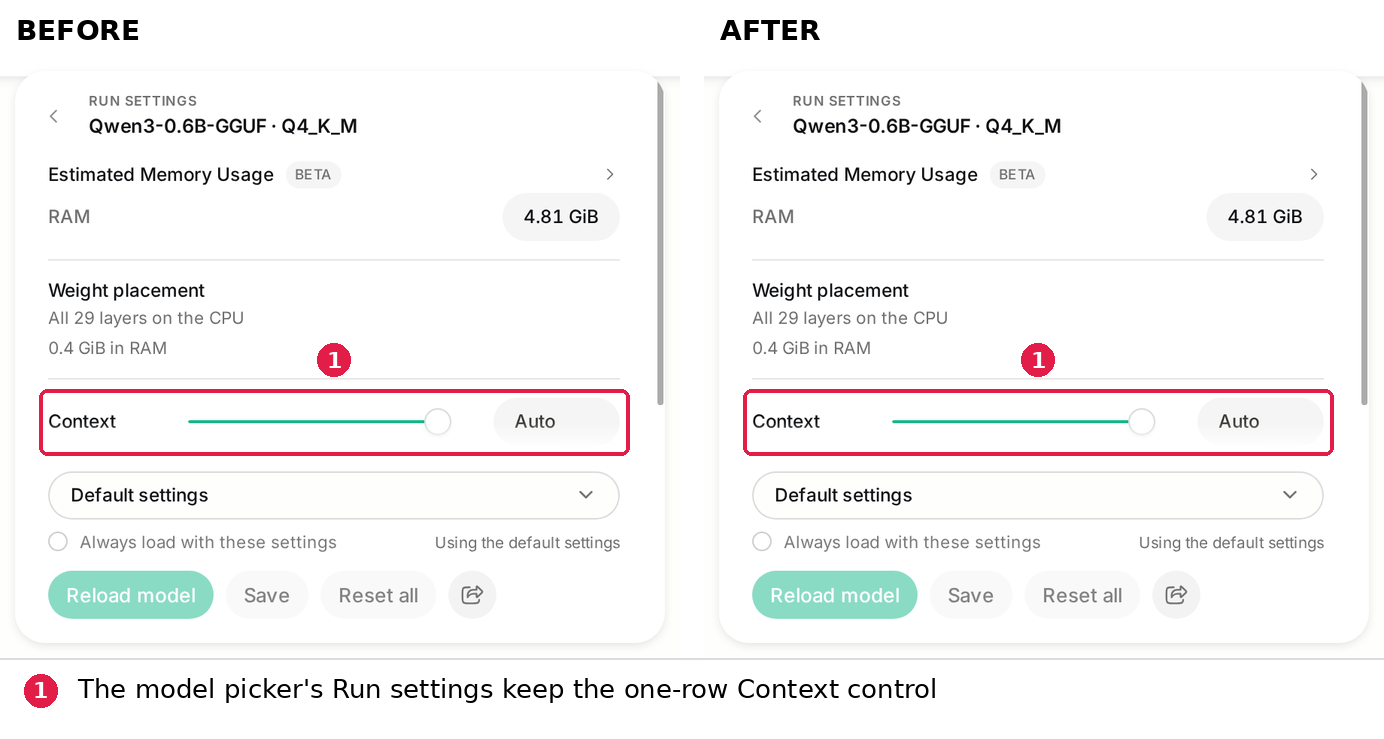 BEFORE
RUN SETTINGS
Qwen3-0.6B-GGUF · Q4_K_M
Estimated Memory Usage BETA
RAM 4.81 GiB
Weight placement
All 29 layers on the CPU
0.4 GiB in RAM
1
Context Auto
Default settings
Always load with these settings Using the default settings
Reload model Save Reset all
AFTER
RUN SETTINGS
Qwen3-0.6B-GGUF · Q4_K_M
Estimated Memory Usage BETA
RAM 4.81 GiB
Weight placement
All 29 layers on the CPU
0.4 GiB in RAM
1
Context Auto
Default settings
Always load with these settings Using the default settings
Reload model Save Reset all
1 The model picker's Run settings keep the one-row Context control